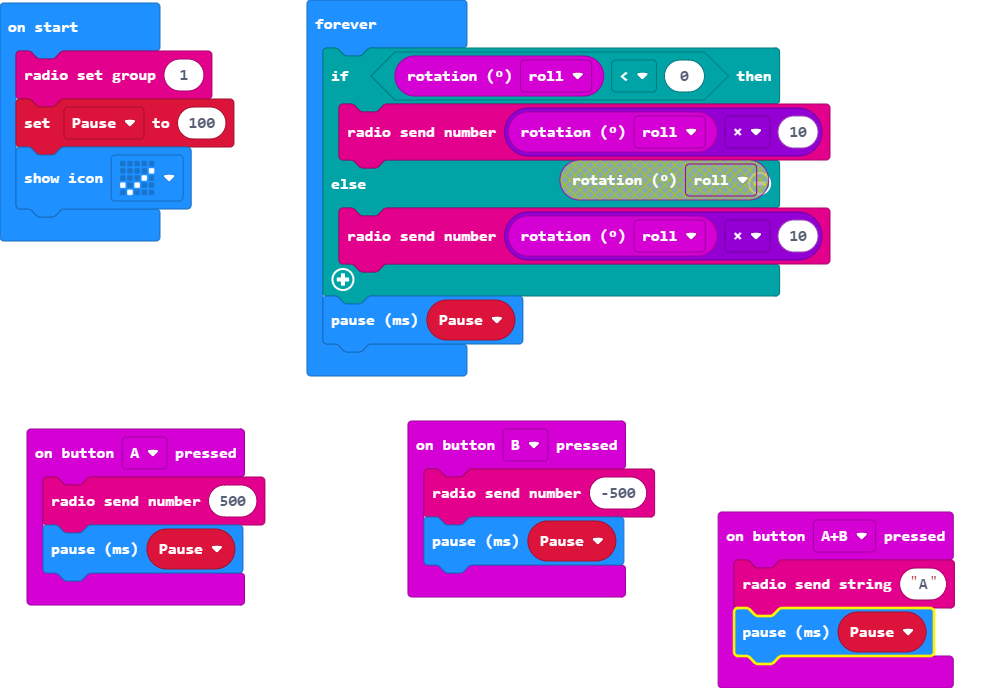 on start
radio set group 1
set Pause to 100
show icon
forever
if rotation (º) roll < 0 then
radio send number rotation (º) roll × 10
else rotation (º) roll
radio send number rotation (º) roll × 10
pause (ms) Pause
on button A pressed
radio send number 500
pause (ms) Pause
on button B pressed
radio send number -500
pause (ms) Pause
on button A+B pressed
radio send string "A"
pause (ms) Pause